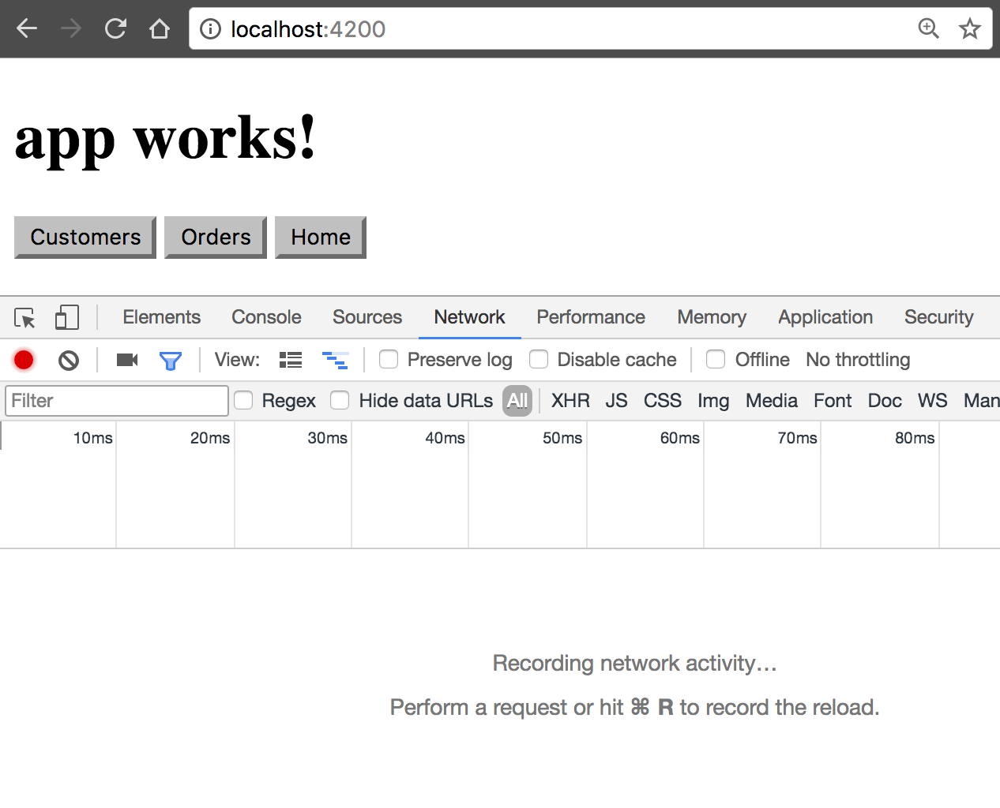 localhost:4200
app works!
Customers Orders Home
Elements Console Sources Network Performance Memory Application Security
View: Preserve log Disable cache Offline No throttling
Filter Regex Hide data URLs All XHR JS CSS Img Media Font Doc WS Man
10ms 20ms 30ms 40ms 50ms 60ms 70ms 80ms
Recording network activity…
Perform a request or hit ⌘ R to record the reload.